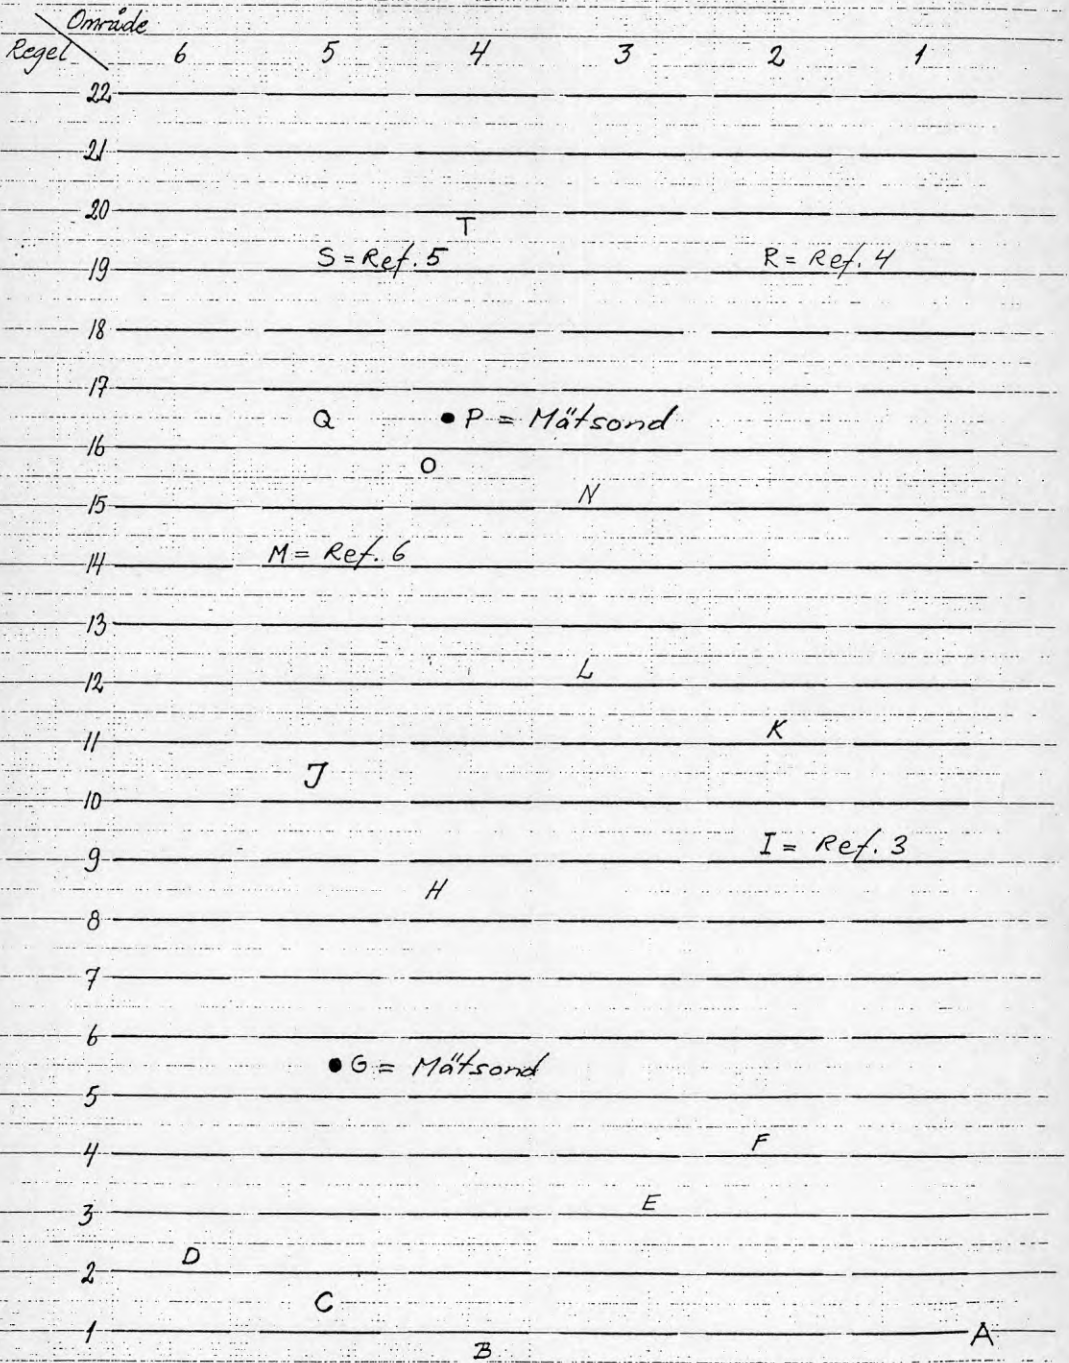 Område
Regel 6 5 4 3 2 1
22
21
20
T
S = Ref. 5 R = Ref. 4
19
18
17
Q • P = Mätsond
16
O
N
15
M = Ref. 6
14
13
L
12
K
11
J
10
I = Ref. 3
9
H
8
7
6
• G = Mätsond
5
F
4
E
3
D
2
C
1 A
B